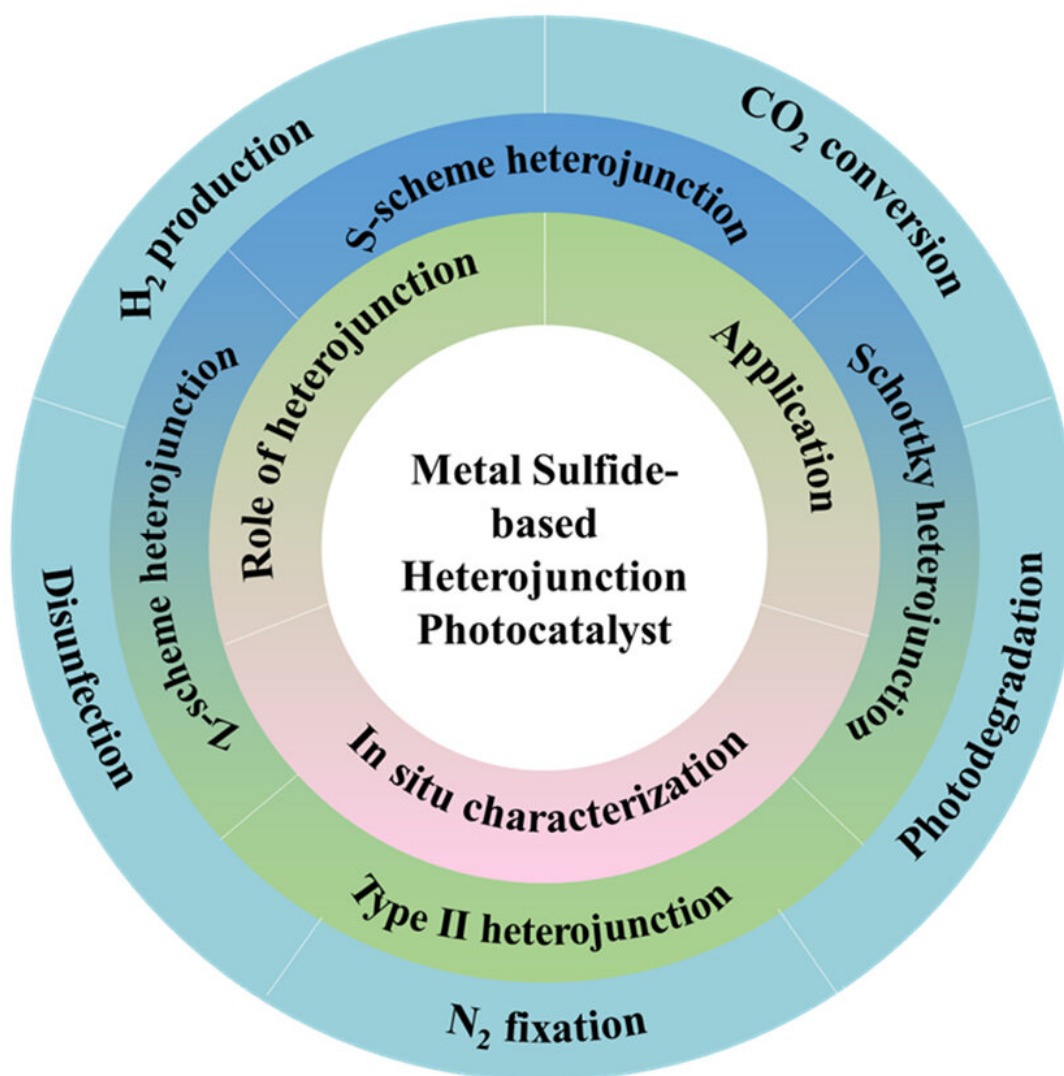 Metal Sulfide-
based
Heterojunction
Photocatalyst
Role of heterojunction
Application
In situ characterization
S-scheme heterojunction
Schottky heterojunction
Type II heterojunction
Z-scheme heterojunction
H₂ production
CO₂ conversion
Photodegradation
N₂ fixation
Disunfection